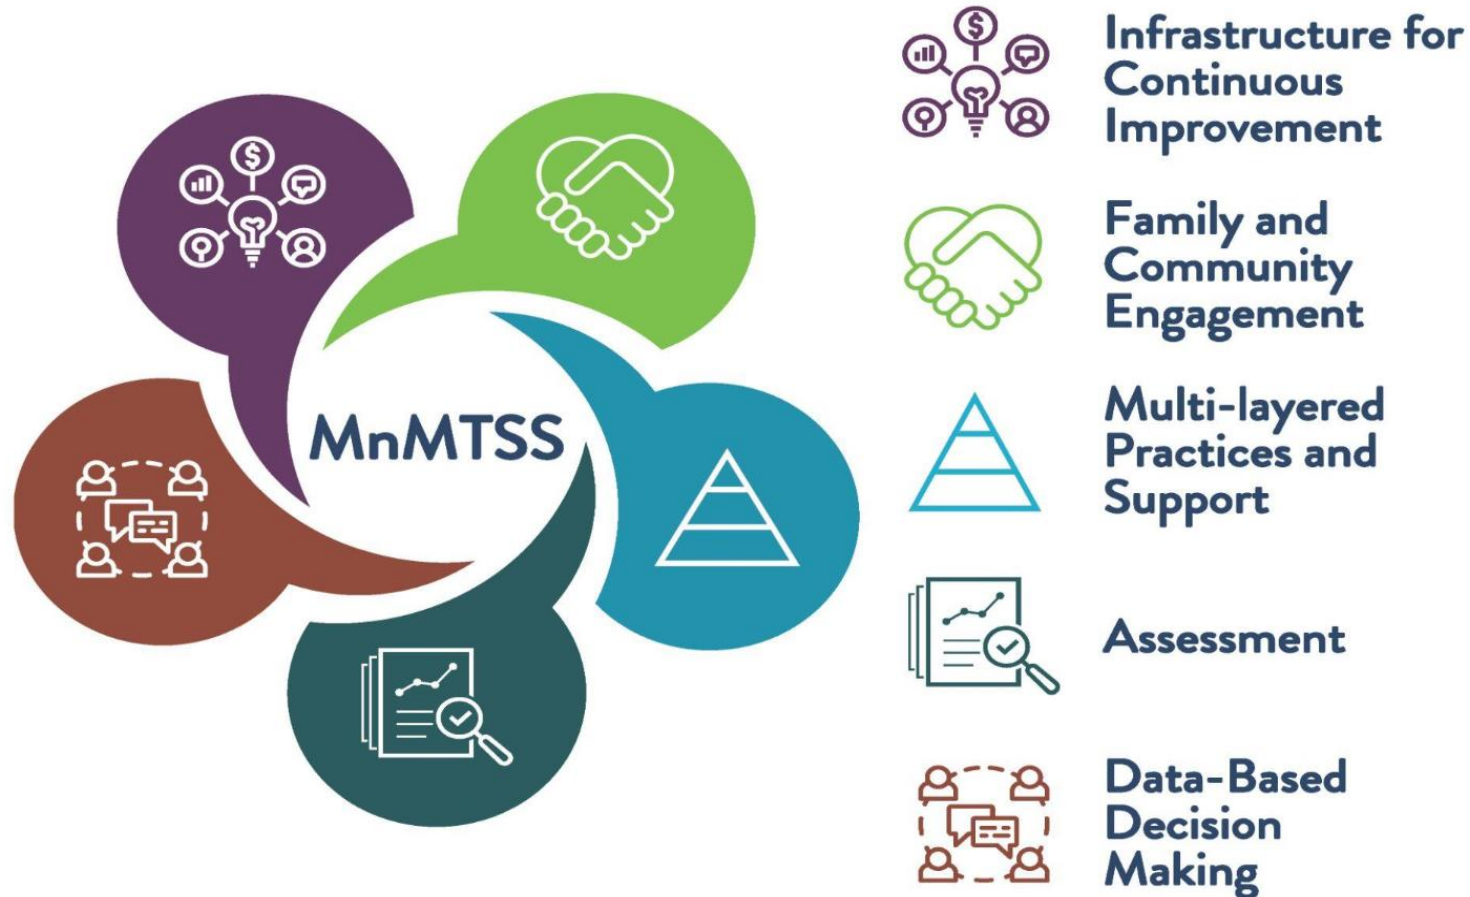 MnMTSS
Infrastructure for
Continuous
Improvement
Family and
Community
Engagement
Multi-layered
Practices and
Support
Assessment
Data-Based
Decision
Making